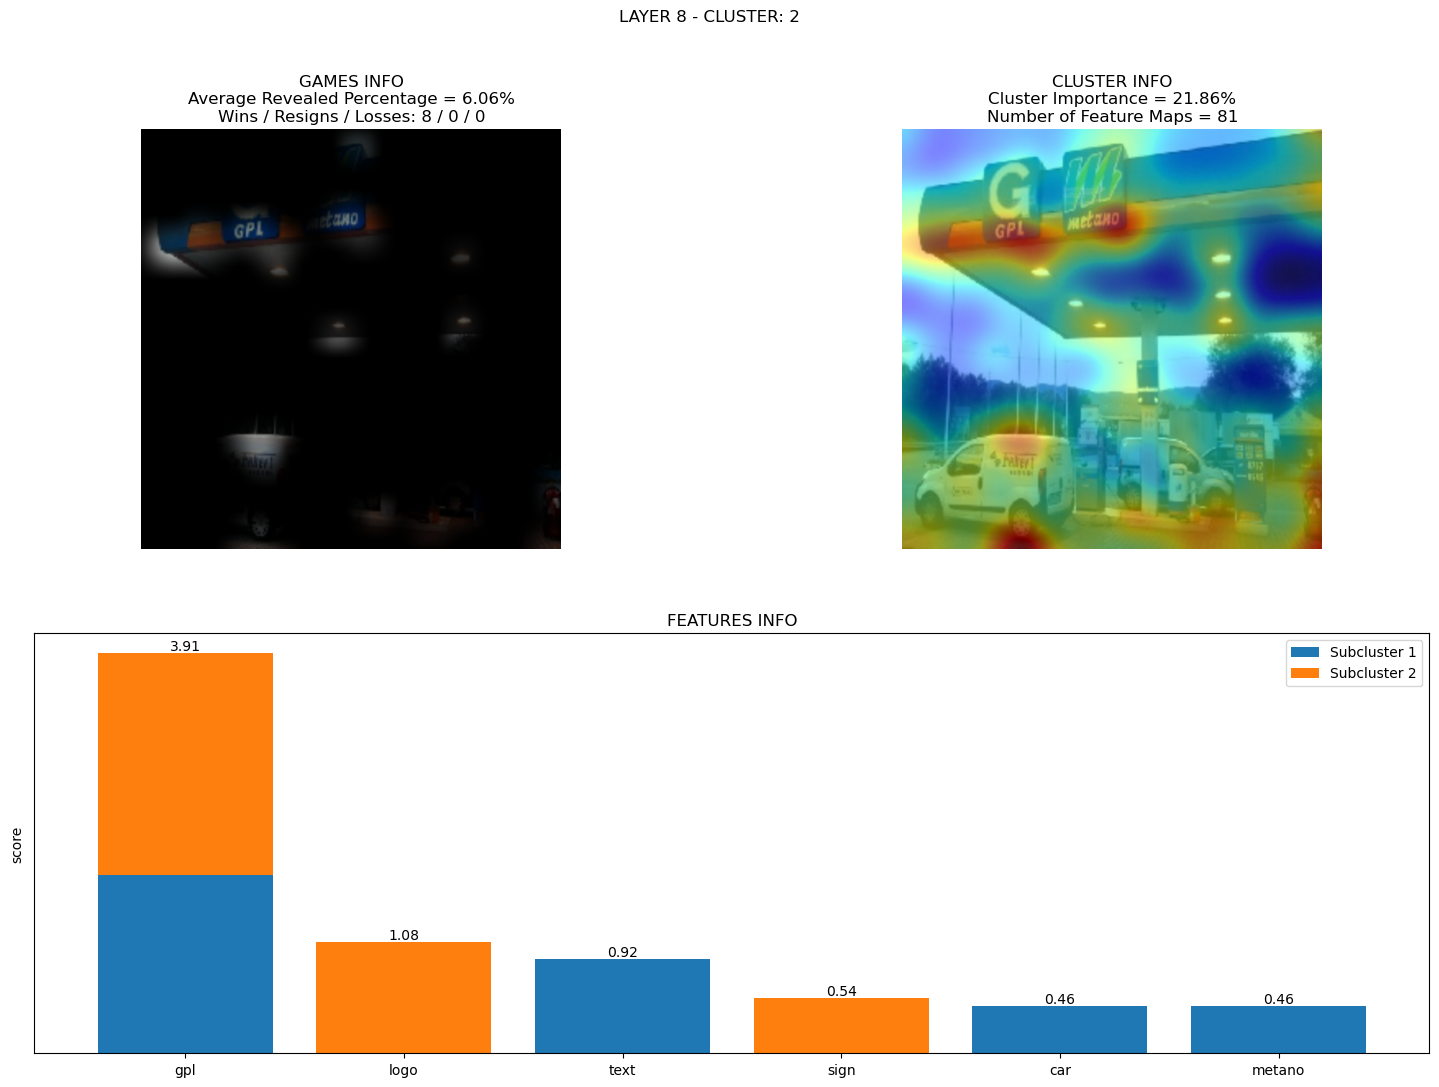 LAYER 8 - CLUSTER: 2
GAMES INFO
Average Revealed Percentage = 6.06%
Wins / Resigns / Losses: 8 / 0 / 0
GPL
metano
CLUSTER INFO
Cluster Importance = 21.86%
Number of Feature Maps = 81
G
GPL
metano
FEATURES INFO
Subcluster 1
Subcluster 2
score
3.91
1.08
0.92
0.54
0.46
0.46
gpl
logo
text
sign
car
metano